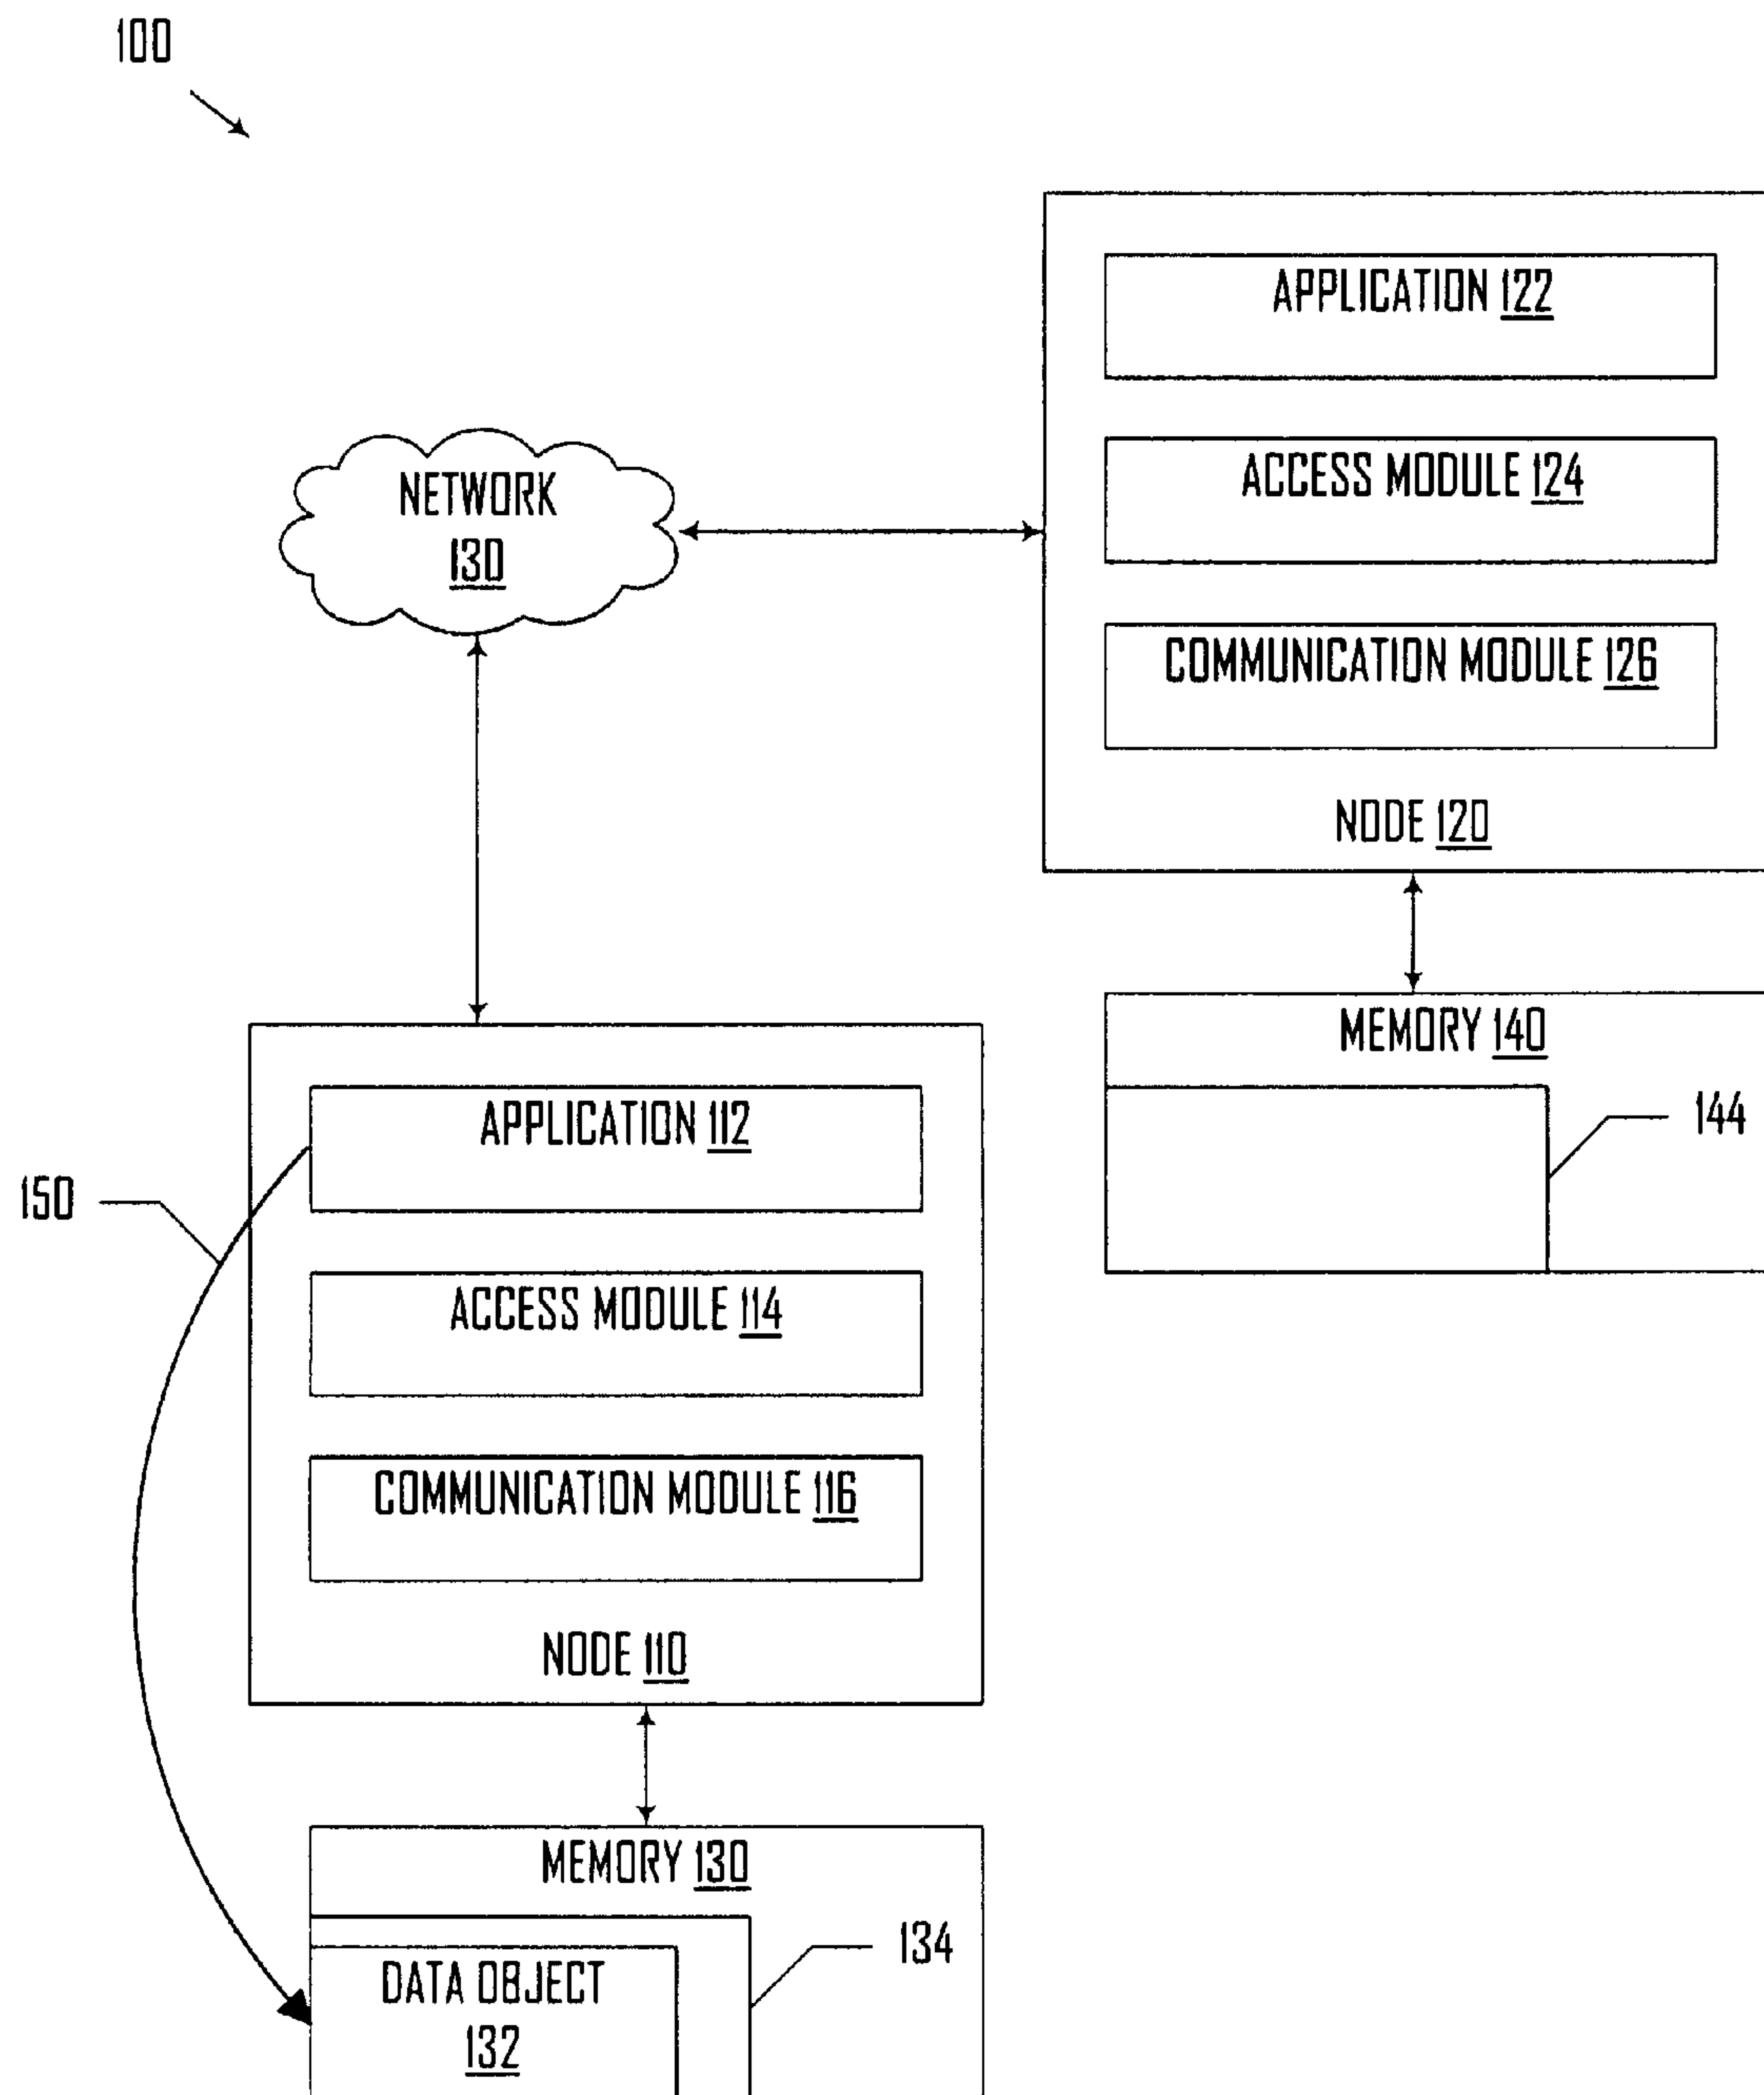 100
APPLICATION 122
ACCESS MODULE 124
NETWORK
130
COMMUNICATION MODULE 126
NODE 120
MEMORY 140
144
APPLICATION 112
150
ACCESS MODULE 114
COMMUNICATION MODULE 116
NODE 110
MEMORY 130
134
DATA OBJECT
132